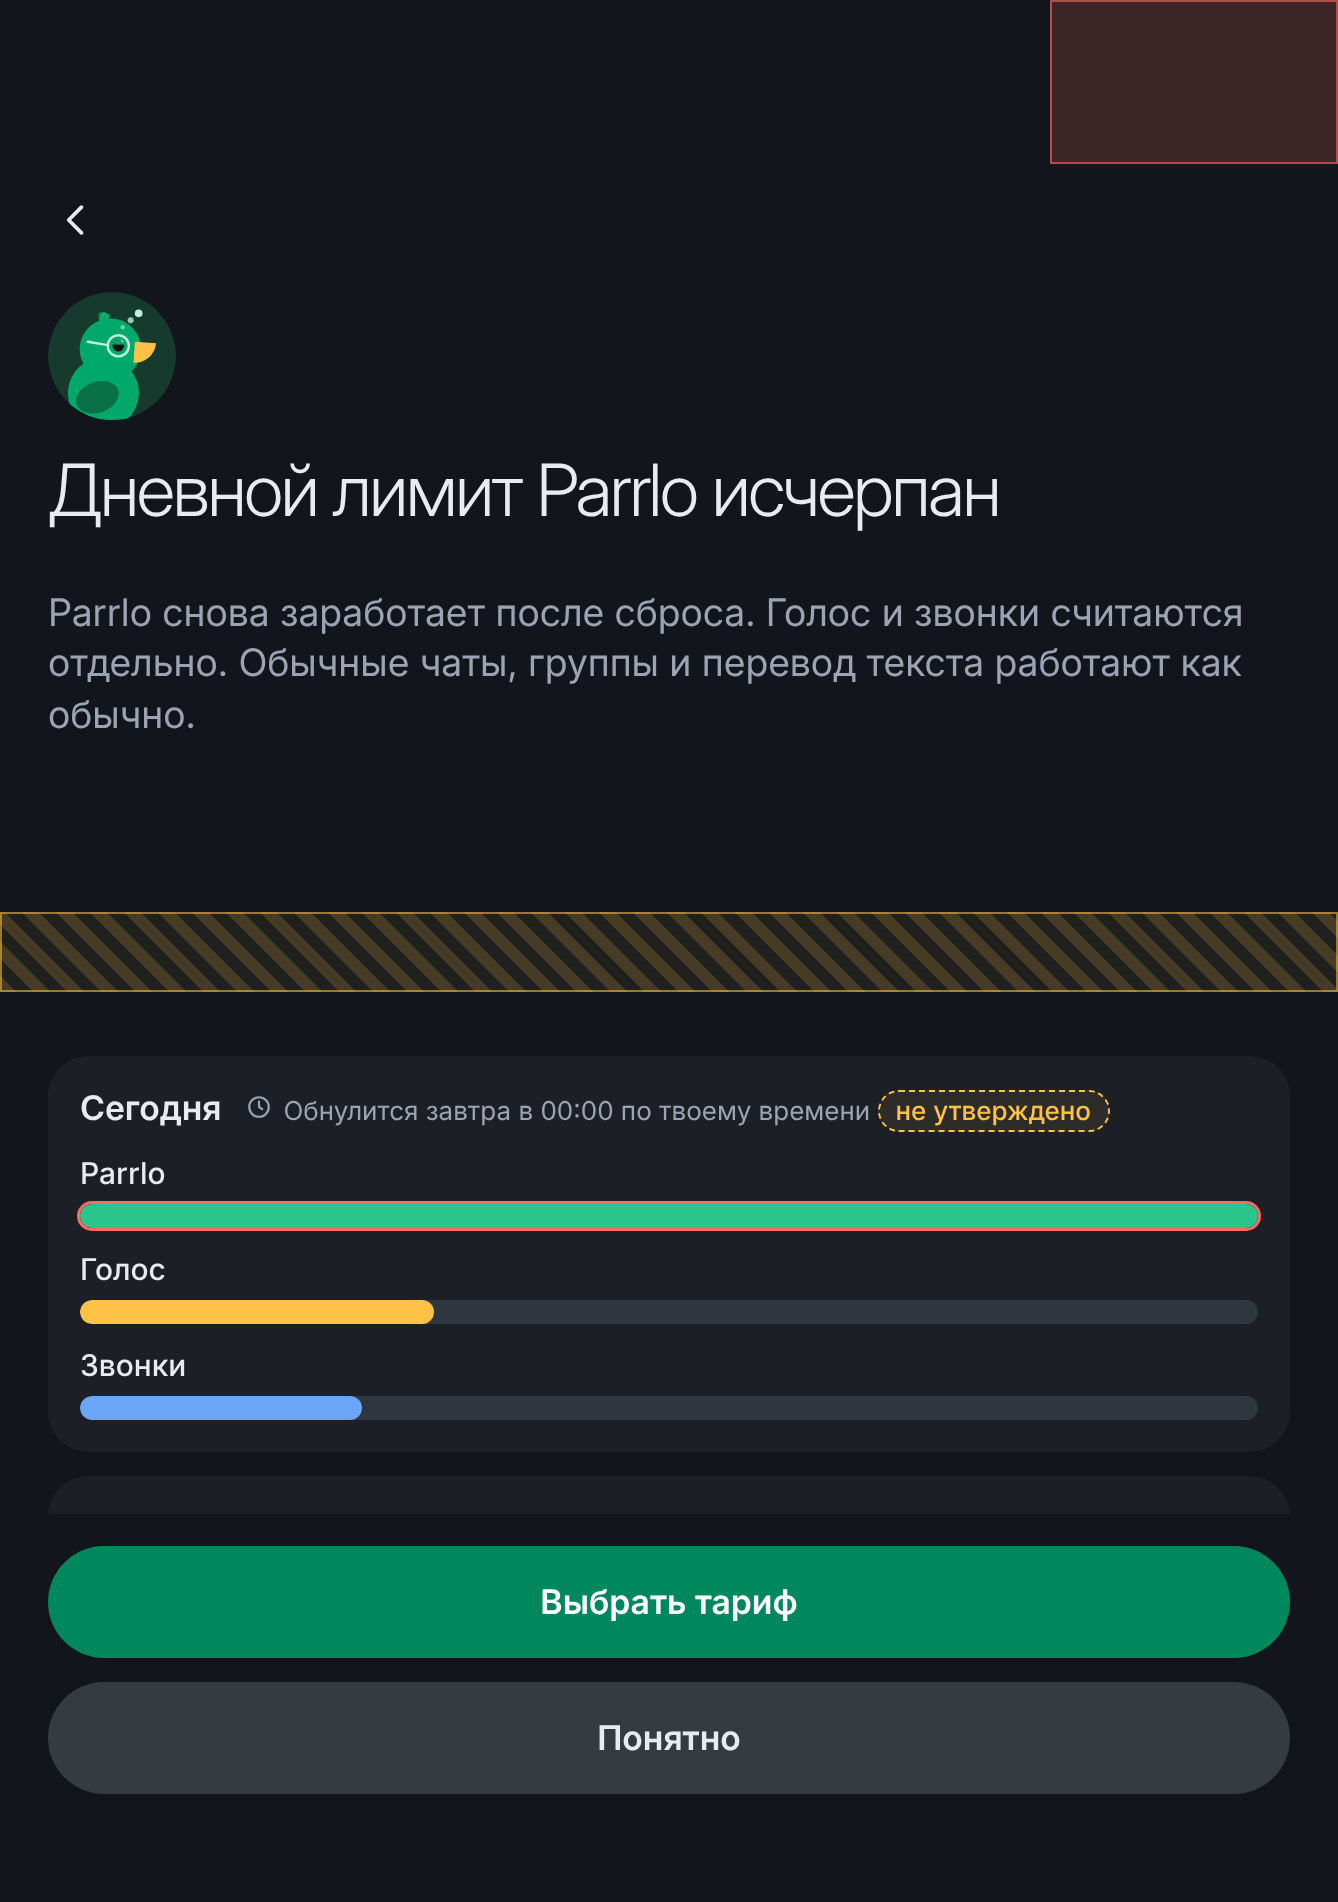 Дневной лимит Parrlo исчерпан
Parrlo снова заработает после сброса. Голос и звонки считаются
отдельно. Обычные чаты, группы и перевод текста работают как
обычно.
Сегодня Обнулится завтра в 00:00 по твоему времени не утверждено
Parrlo
Голос
Звонки
Выбрать тариф
Понятно